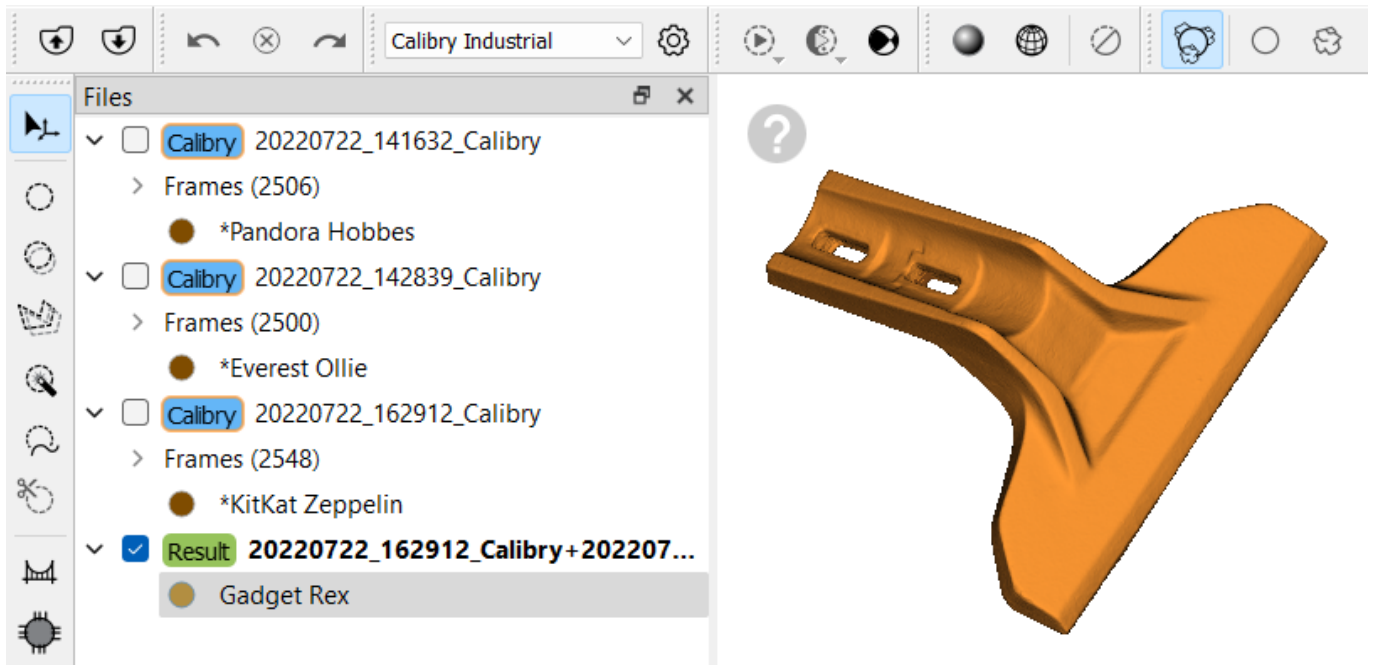 Calibry Industrial
Files
Calibry 20220722_141632_Calibry
Frames (2506)
*Pandora Hobbes
Calibry 20220722_142839_Calibry
Frames (2500)
*Everest Ollie
Calibry 20220722_162912_Calibry
Frames (2548)
*KitKat Zeppelin
Result 20220722_162912_Calibry+202207...
Gadget Rex
?